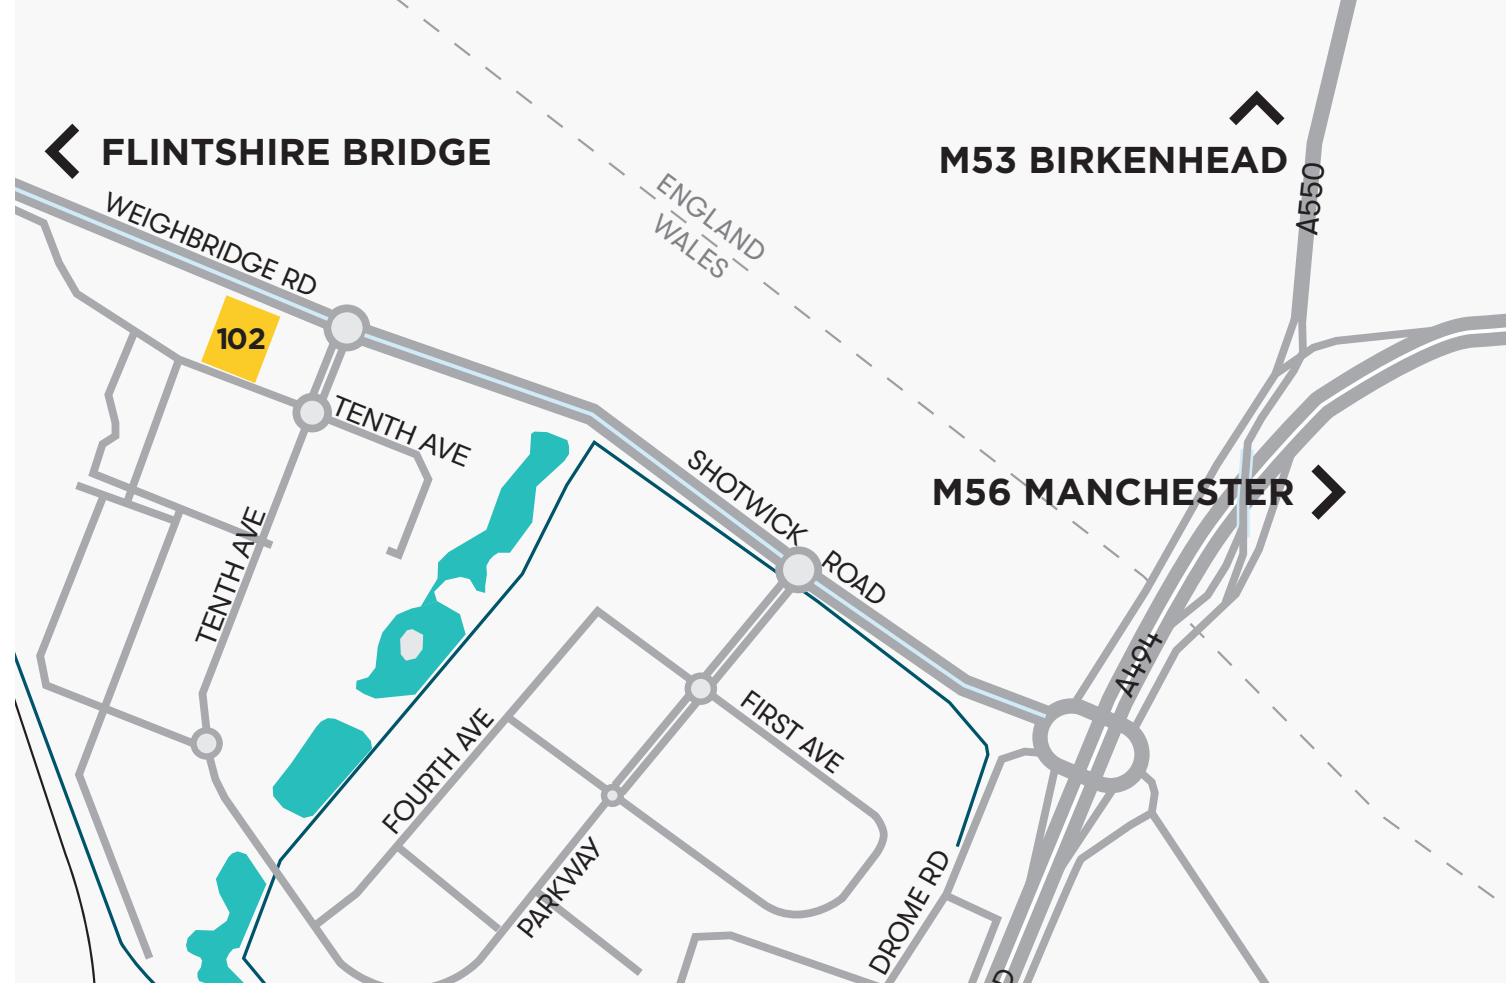 FLINTSHIRE BRIDGE
M53 BIRKENHEAD
A550
ENGLAND
WALES
WEIGHBRIDGE RD
102
TENTH AVE
SHOTWICK ROAD
M56 MANCHESTER
TENTH AVE
A494
FIRST AVE
FOURTH AVE
PARKWAY
DROME RD
D